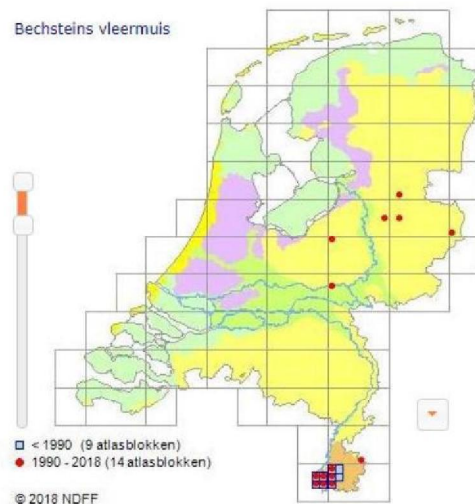 Bechsteins vleermuis
< 1990 (9 atlasblokken)
1990 - 2018 (14 atlasblokken)
© 2018 NDFF